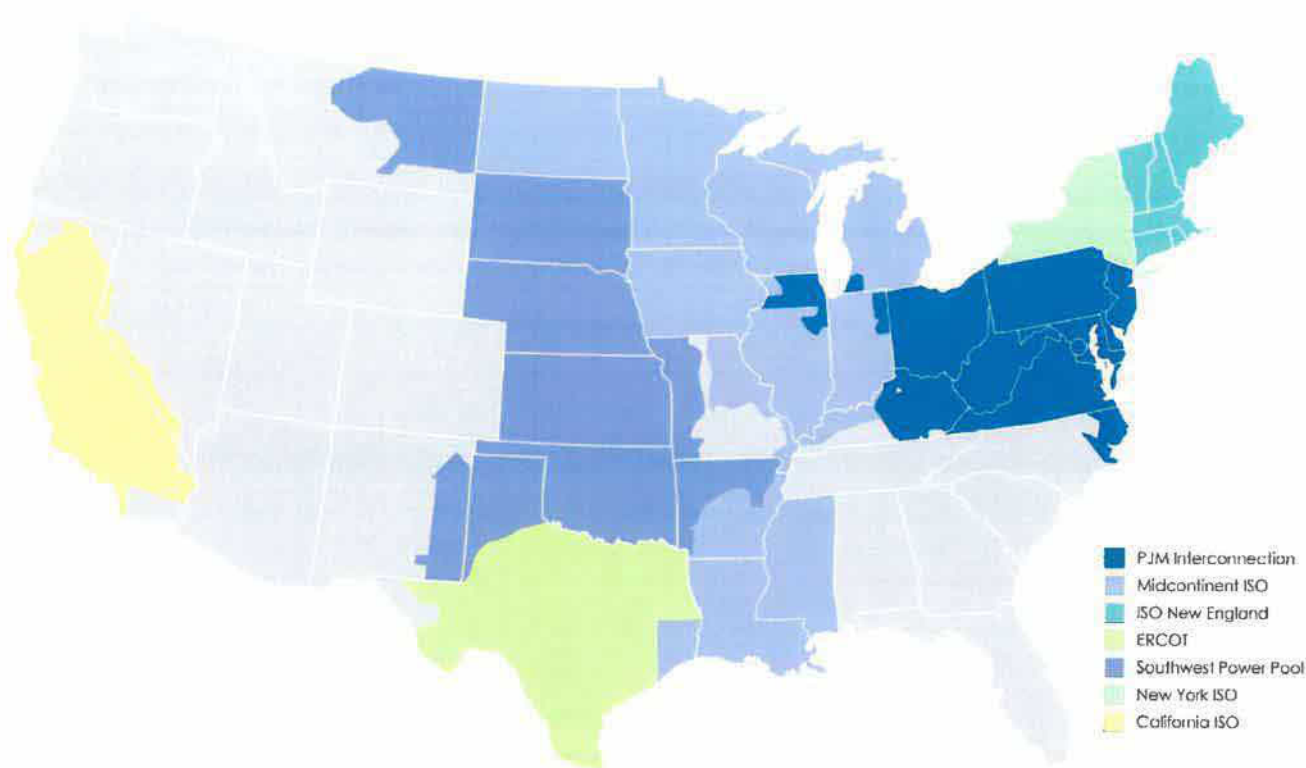 PJM Interconnection
Midcontinent ISO
ISO New England
ERCOT
Southwest Power Pool
New York ISO
California ISO